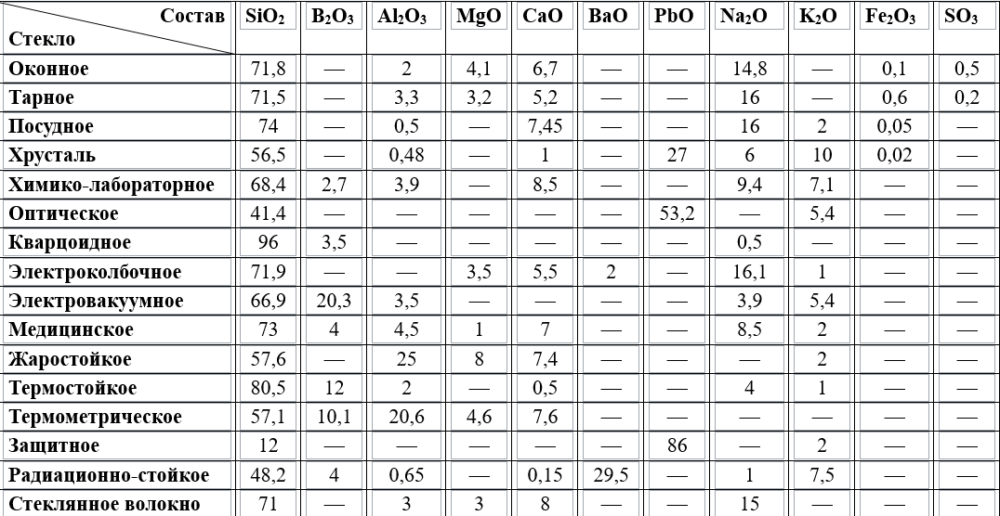 Состав SiO₂ B₂O₃ Al₂O₃ MgO CaO BaO PbO Na₂O K₂O Fe₂O₃ SO₃
Стекло
Оконное 71,8 — 2 4,1 6,7 — — 14,8 — 0,1 0,5
Тарное 71,5 — 3,3 3,2 5,2 — — 16 — 0,6 0,2
Посудное 74 — 0,5 — 7,45 — — 16 2 0,05 —
Хрусталь 56,5 — 0,48 — 1 — 27 6 10 0,02 —
Химико-лабораторное 68,4 2,7 3,9 — 8,5 — — 9,4 7,1 — —
Оптическое 41,4 — — — — — 53,2 — 5,4 — —
Кварцоидное 96 3,5 — — — — — 0,5 — — —
Электроколбочное 71,9 — — 3,5 5,5 2 — 16,1 1 — —
Электровакуумное 66,9 20,3 3,5 — — — — 3,9 5,4 — —
Медицинское 73 4 4,5 1 7 — — 8,5 2 — —
Жаростойкое 57,6 — 25 8 7,4 — — — 2 — —
Термостойкое 80,5 12 2 — 0,5 — — 4 1 — —
Термометрическое 57,1 10,1 20,6 4,6 7,6 — — — — — —
Защитное 12 — — — — — 86 — 2 — —
Радиационно-стойкое 48,2 4 0,65 — 0,15 29,5 — 1 7,5 — —
Стеклянное волокно 71 — 3 3 8 — — 15 — — —